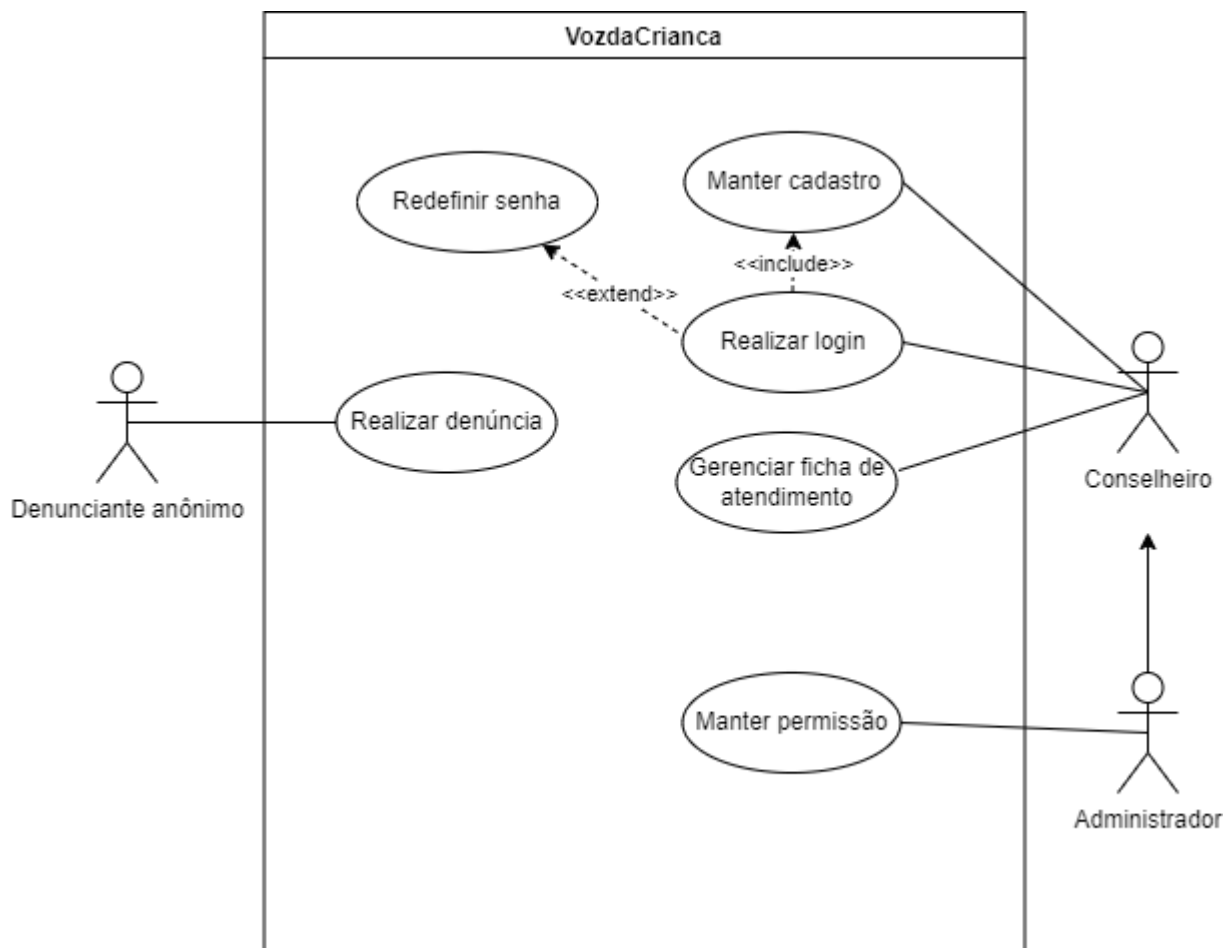 VozdaCrianca
Redefinir senha
Manter cadastro
<<include>>
<<extend>>
Realizar login
Realizar denúncia
Gerenciar ficha de
atendimento
Conselheiro
Denunciante anônimo
Manter permissão
Administrador